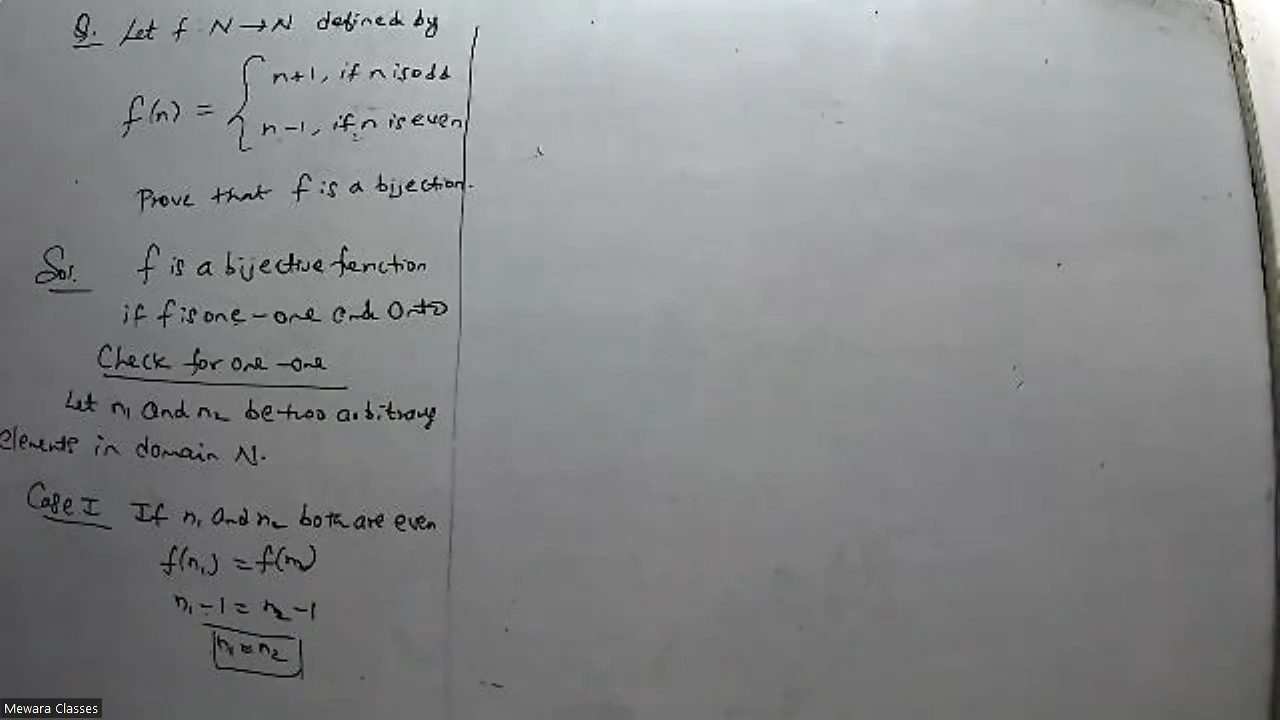 Q. Let f N→N defined by
f(n) = { n+1, if n is odd
n-1, if n is even
Prove that f is a bijection.
Sol. f is a bijective function
if f is one-one and onto
Check for one-one
Let n₁ and n₂ be two arbitrary
elements in domain N.
Case I If n₁ and n₂ both are even
f(n₁) = f(n₂)
n₁-1 = n₂-1
n₁ = n₂
Mewara Classes